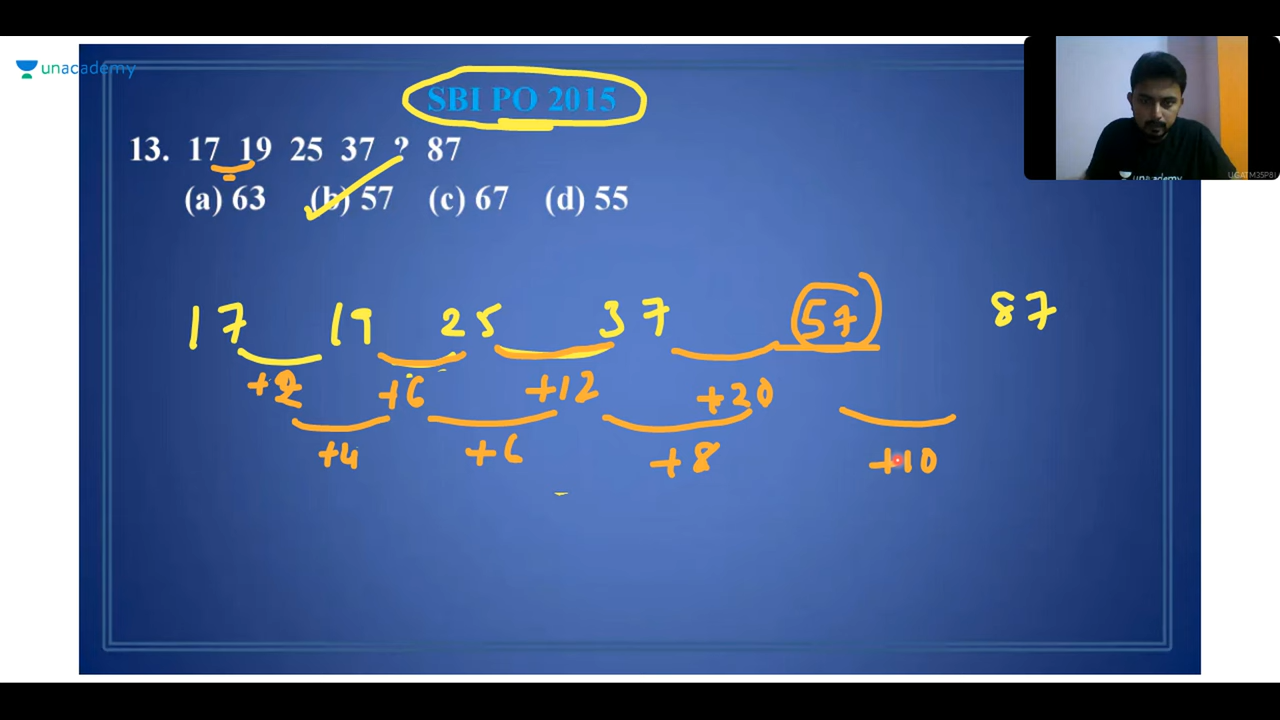 unacademy
SBI PO 2015
13. 17 19 25 37 ? 87
(a) 63 (b) 57 (c) 67 (d) 55
unacademy
17 19 25 37 57 87
+2 +6 +12 +20
+4 +6 +8 +10